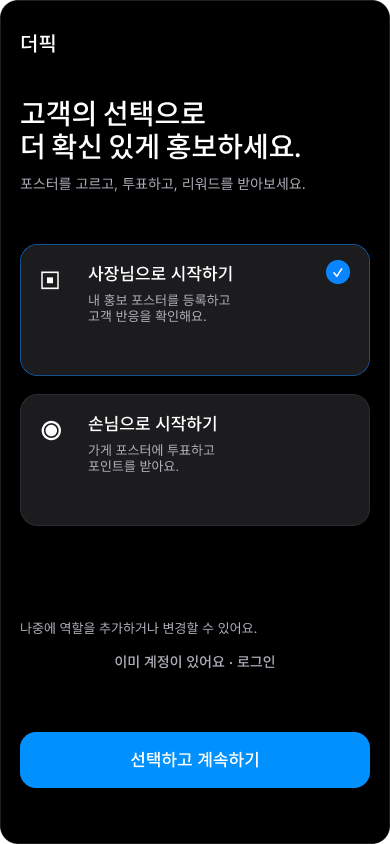 더픽
고객의 선택으로
더 확신 있게 홍보하세요.
포스터를 고르고, 투표하고, 리워드를 받아보세요.
사장님으로 시작하기
내 홍보 포스터를 등록하고
고객 반응을 확인해요.
손님으로 시작하기
가게 포스터에 투표하고
포인트를 받아요.
나중에 역할을 추가하거나 변경할 수 있어요.
이미 계정이 있어요 · 로그인
선택하고 계속하기